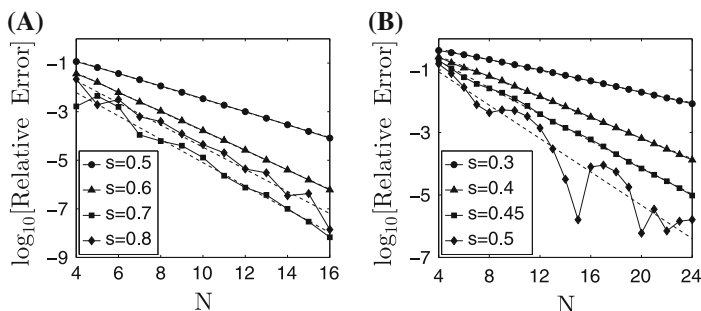 (A)
log10[Relative Error]
-1
-3
-5
-7
-9
s=0.5
s=0.6
s=0.7
s=0.8
4 6 8 10 12 14 16
N
(B)
log10[Relative Error]
-1
-3
-5
-7
s=0.3
s=0.4
s=0.45
s=0.5
4 8 12 16 20 24
N